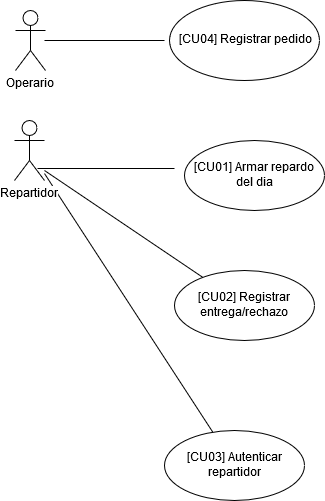 [CU04] Registrar pedido
Operario
[CU01] Armar repardo
del dia
Repartidor
[CU02] Registrar
entrega/rechazo
[CU03] Autenticar
repartidor